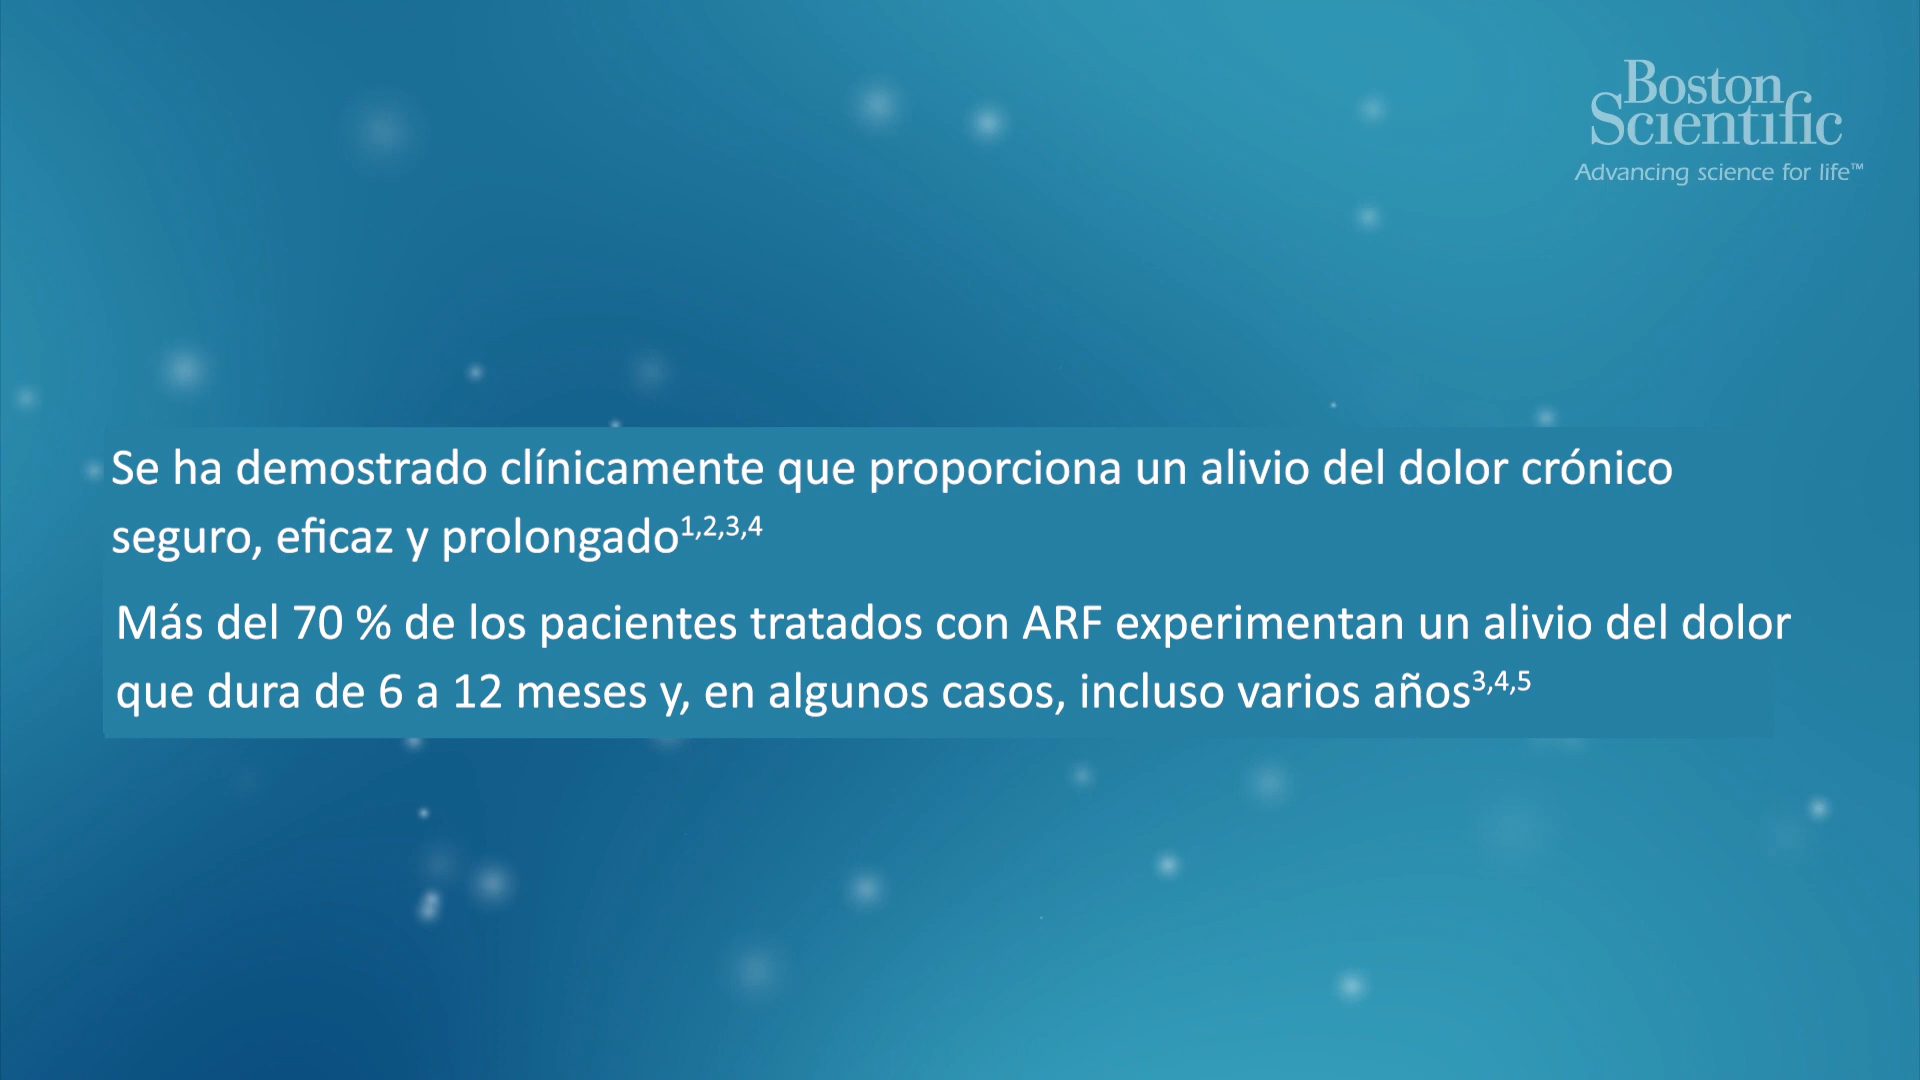 Boston
Scientific
Advancing science for life™
Se ha demostrado clínicamente que proporciona un alivio del dolor crónico
seguro, eficaz y prolongado1,2,3,4
Más del 70 % de los pacientes tratados con ARF experimentan un alivio del dolor
que dura de 6 a 12 meses y, en algunos casos, incluso varios años3,4,5